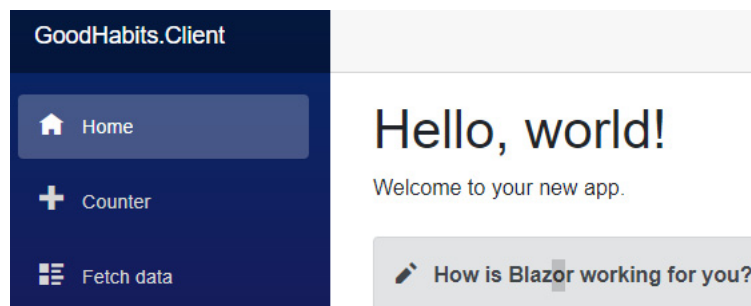 GoodHabits.Client
Home
Counter
Fetch data
Hello, world!
Welcome to your new app.
How is Blazor working for you?